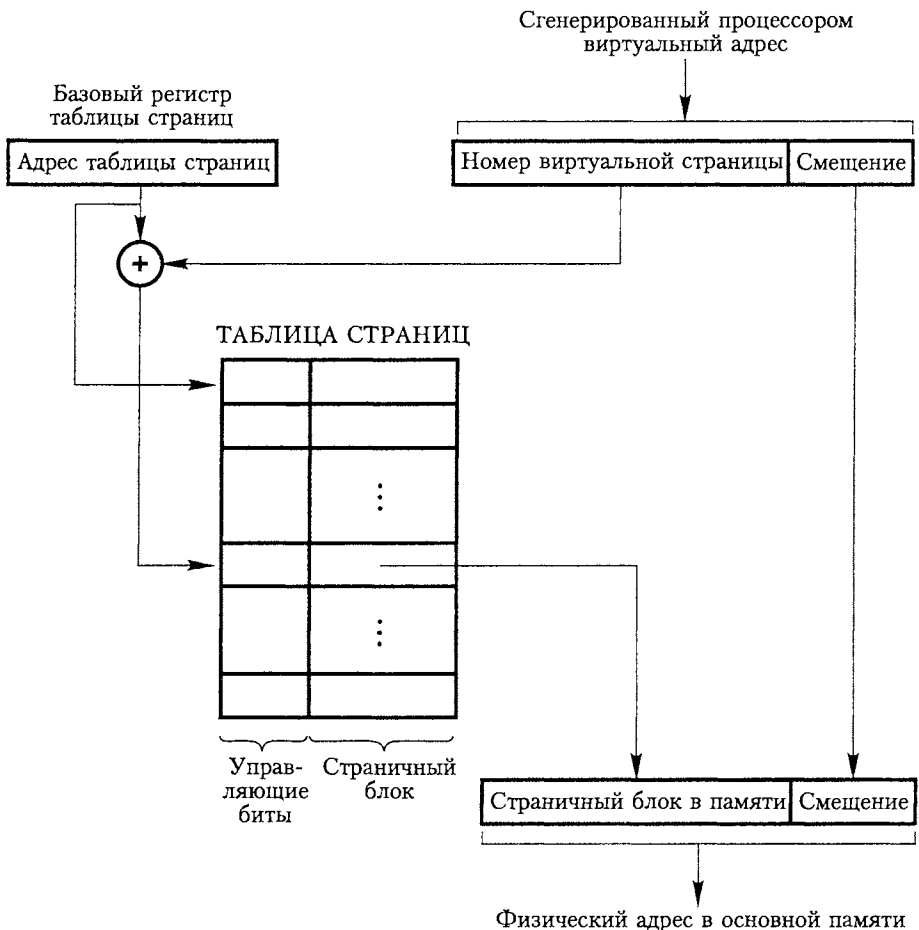 Сгенерированный процессором
виртуальный адрес
Базовый регистр
таблицы страниц
Адрес таблицы страниц
Номер виртуальной страницы
Смещение
+
ТАБЛИЦА СТРАНИЦ
Управ-
ляющие
биты
Страничный
блок
Страничный блок в памяти
Смещение
Физический адрес в основной памяти